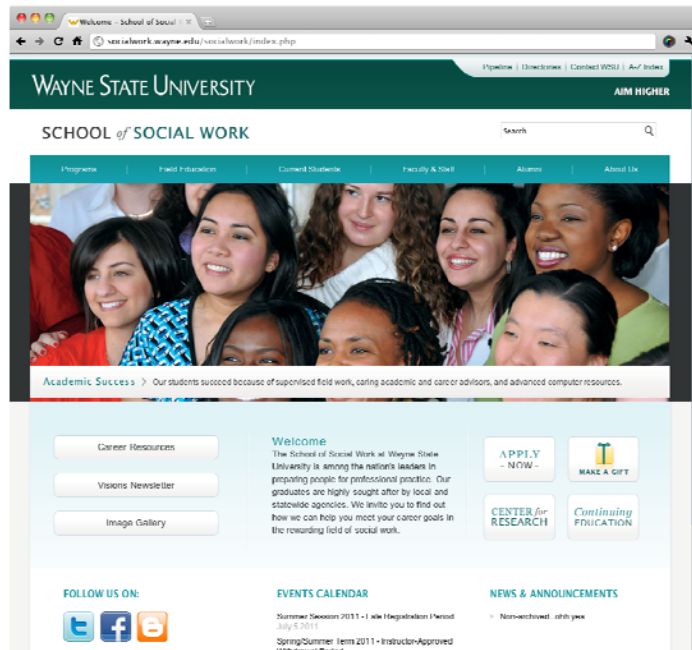 Welcome - School of Social
socialwork.wayne.edu/socialwork/index.php
Pipeline | Directories | Contact WSU | A-Z Index
WAYNE STATE UNIVERSITY
AIM HIGHER
SCHOOL of SOCIAL WORK
Search
Programs | Field Education | Current Students | Faculty & Staff | Alumni | About Us
Academic Success > Our students succeed because of supervised field work, caring academic and career advisors, and advanced computer resources.
Career Resources
Visions Newsletter
Image Gallery
Welcome
The School of Social Work at Wayne State
University is among the nation's leaders in
preparing people for professional practice. Our
graduates are highly sought after by local and
statewide agencies. We invite you to find out
how we can help you meet your career goals in
the rewarding field of social work.
APPLY
- NOW -
MAKE A GIFT
CENTER for
RESEARCH
Continuing
EDUCATION
FOLLOW US ON:
EVENTS CALENDAR
Summer Session 2011 - Late Registration Period
July 5 2011
Spring/Summer Term 2011 - Instructor-Approved
Withdrawal Period
NEWS & ANNOUNCEMENTS
Non-archived...ohh yes